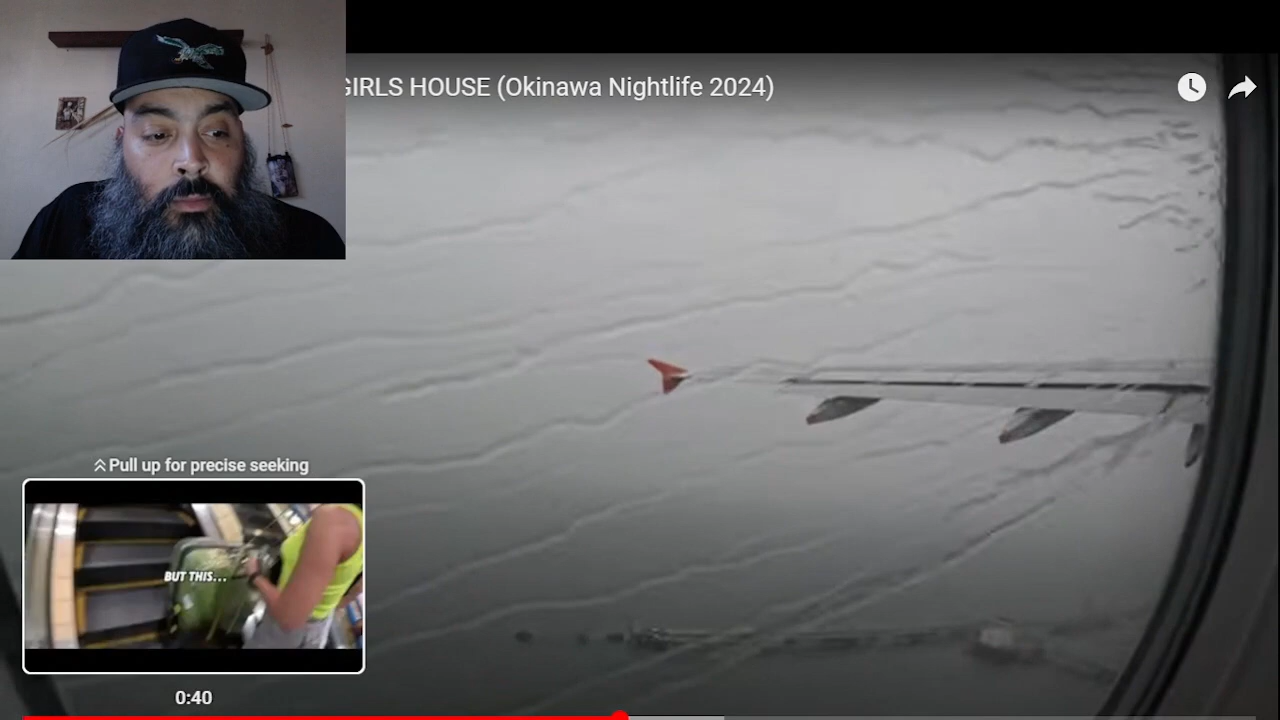 GIRLS HOUSE (Okinawa Nightlife 2024)
Pull up for precise seeking
BUT THIS...
0:40